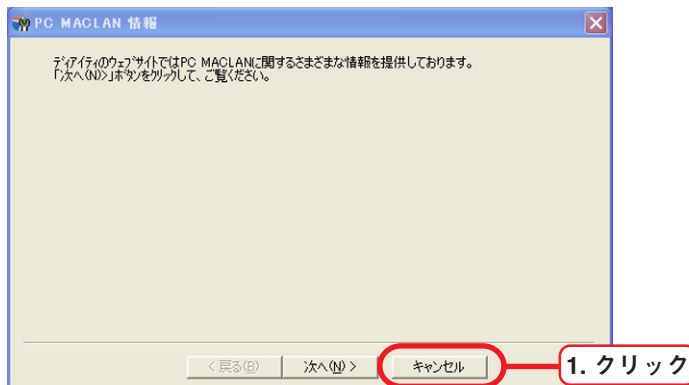 PC MACLAN 情報
ディアイティのウェブサイトではPC MACLANに関するさまざまな情報を提供しております。
「次へ(N)>」ボタンをクリックして、ご覧ください。
< 戻る(B)
次へ(N) >
キャンセル
1. クリック